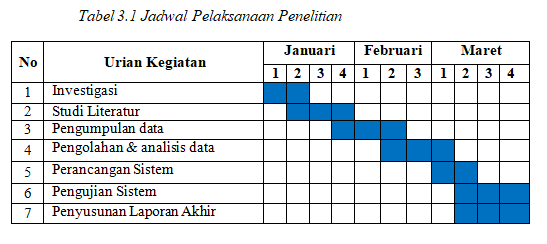 Tabel 3.1 Jadwal Pelaksanaan Penelitian
No Urian Kegiatan Januari Februari Maret
1 2 3 4 1 2 3 1 2 3 4
1 Investigasi
2 Studi Literatur
3 Pengumpulan data
4 Pengolahan & analisis data
5 Perancangan Sistem
6 Pengujian Sistem
7 Penyusunan Laporan Akhir